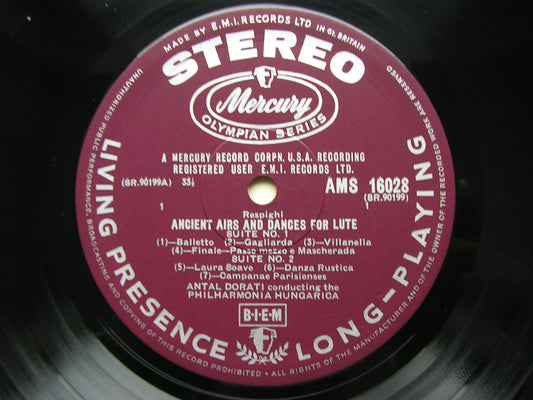 MADE BY E.M.I. RECORDS LTD IN GT. BRITAIN
STEREO
Mercury
OLYMPIAN SERIES
A MERCURY RECORD CORPN. U.S.A. RECORDING
REGISTERED USER E.M.I. RECORDS LTD.
(SR.90199A) 33⅓ AMS 16028
(SR.90199)
1 1
Respighi
ANCIENT AIRS AND DANCES FOR LUTE
SUITE NO. 1
(1)—Balletto (2)—Gagliarda (3)—Villanella
(4)—Finale—Passo mezzo e Mascherada
SUITE NO. 2
(5)—Laura Soave (6)—Danza Rustica
(7)—Campanae Parisienses
ANTAL DORATI conducting the
PHILHARMONIA HUNGARICA
B·I·E·M
LIVING PRESENCE
LONG-PLAYING
UNAUTHORIZED PUBLIC PERFORMANCE, BROADCASTING AND COPYING OF THIS RECORD PROHIBITED • ALL RIGHTS OF THE MANUFACTURER AND OF THE OWNER OF THE RECORDED WORK ARE RESERVED